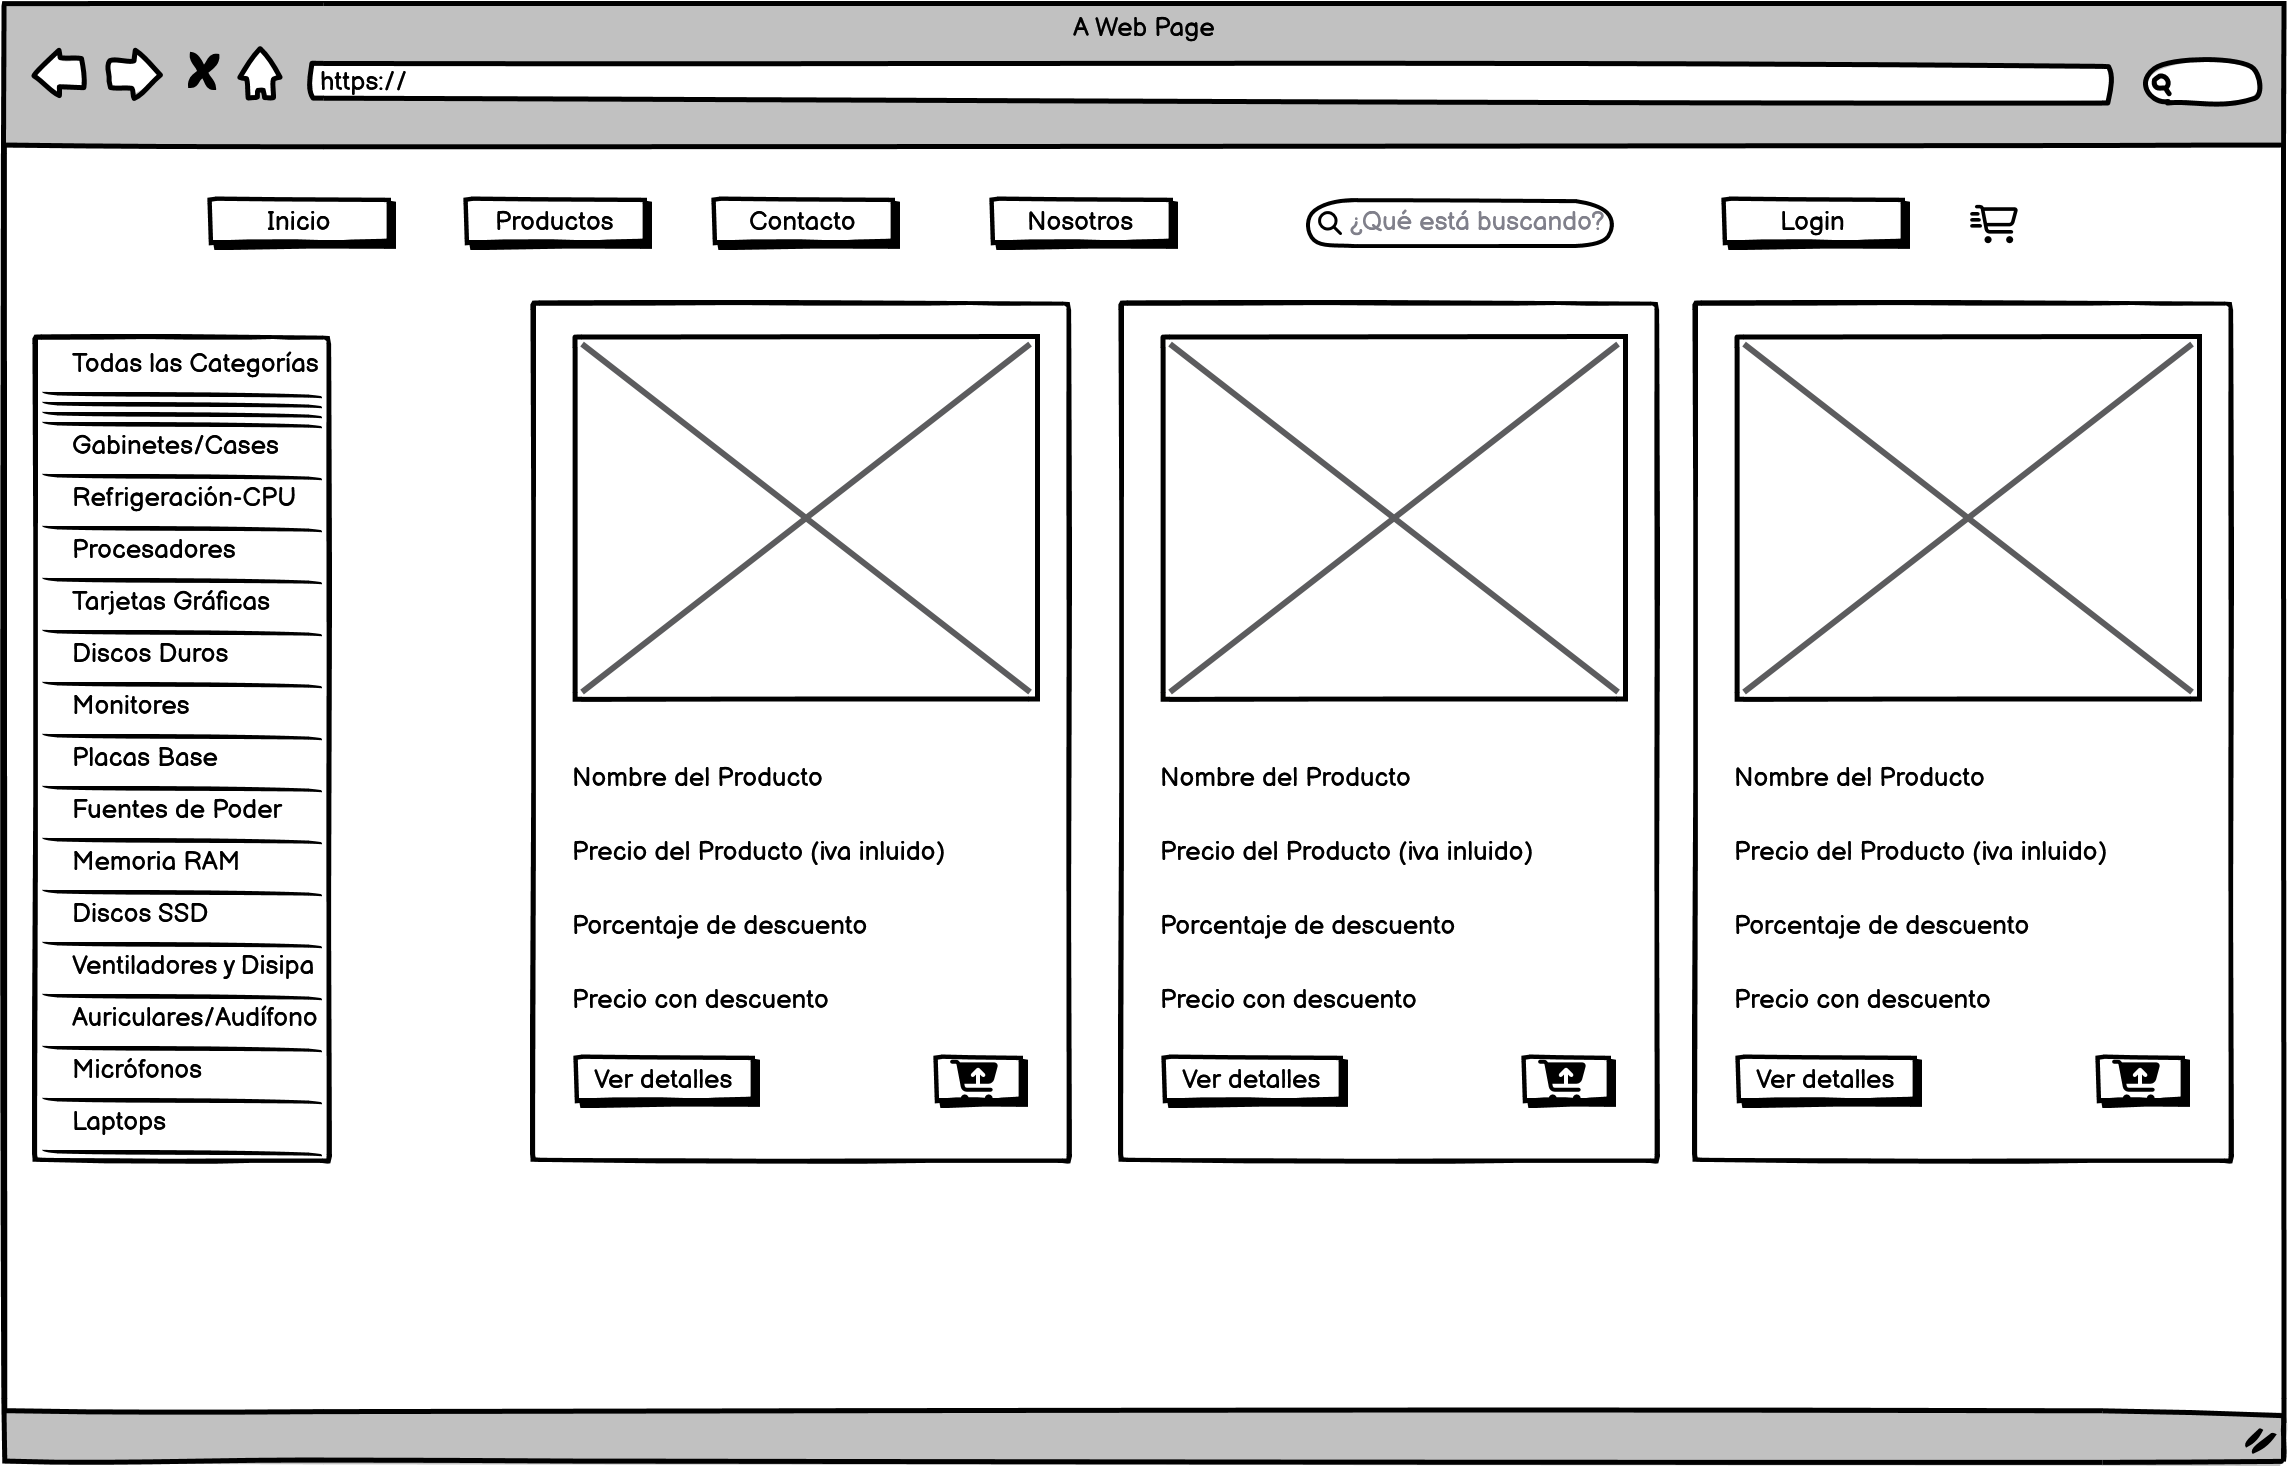 A Web Page
https://
Inicio
Productos
Contacto
Nosotros
¿Qué está buscando?
Login
Todas las Categorías
Gabinetes/Cases
Refrigeración-CPU
Procesadores
Tarjetas Gráficas
Discos Duros
Monitores
Placas Base
Fuentes de Poder
Memoria RAM
Discos SSD
Ventiladores y Disipa
Auriculares/Audífono
Micrófonos
Laptops
Nombre del Producto
Precio del Producto (iva inluido)
Porcentaje de descuento
Precio con descuento
Ver detalles
Nombre del Producto
Precio del Producto (iva inluido)
Porcentaje de descuento
Precio con descuento
Ver detalles
Nombre del Producto
Precio del Producto (iva inluido)
Porcentaje de descuento
Precio con descuento
Ver detalles